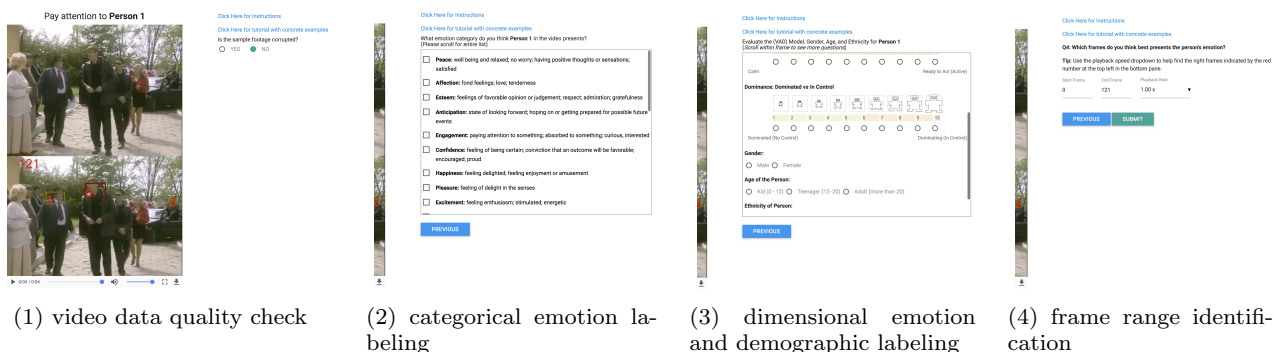 Pay attention to Person 1
Click Here for Instructions
Click Here for tutorial with concrete examples
Is the sample footage corrupted?
YES NO
121
1
0:04 / 0:04
(1) video data quality check
Click Here for Instructions
Click Here for tutorial with concrete examples
What emotion category do you think Person 1 in the video presents?
(Please scroll for entire list)
Peace: well being and relaxed; no worry; having positive thoughts or sensations;
satisfied
Affection: fond feelings; love; tenderness
Esteem: feelings of favorable opinion or judgement; respect; admiration; gratefulness
Anticipation: state of looking forward; hoping on or getting prepared for possible future
events
Engagement: paying attention to something; absorbed to something; curious, interested
Confidence: feeling of being certain; conviction that an outcome will be favorable;
encouraged; proud
Happiness: feeling delighted; feeling enjoyment or amusement
Pleasure: feeling of delight in the senses
Excitement: feeling enthusiasm; stimulated; energetic
PREVIOUS
(2) categorical emotion la-
beling
Click Here for Instructions
Click Here for tutorial with concrete examples
Evaluate the (VAD) Model, Gender, Age, and Ethnicity for Person 1
(Scroll within frame to see more questions)
Calm Ready to Act (Active)
Dominance: Dominated vs In Control
1 2 3 4 5 6 7 8 9 10
Dominated (No Control) Dominating (In Control)
Gender:
Male Female
Age of the Person:
Kid (0 - 12) Teenager (13 -20) Adult (more than 20)
Ethnicity of Person:
PREVIOUS
(3) dimensional emotion
and demographic labeling
Click Here for Instructions
Click Here for tutorial with concrete examples
Q4: Which frames do you think best presents the person's emotion?
Tip: Use the playback speed dropdown to help find the right frames indicated by the red
number at the top left in the bottom pane.
Start Frame End Frame Playback Rate
0 121 1.00 x
PREVIOUS SUBMIT
(4) frame range identifi-
cation